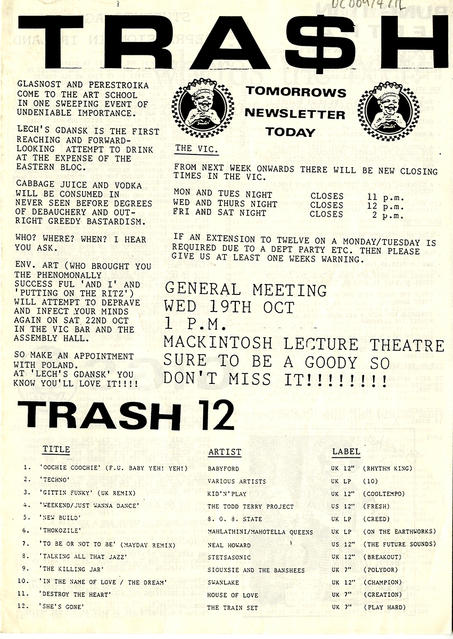 TRA$H
TOMORROWS
NEWSLETTER
TODAY
GLASNOST AND PERESTROIKA
COME TO THE ART SCHOOL
IN ONE SWEEPING EVENT OF
UNDENIABLE IMPORTANCE.
LECH'S GDANSK IS THE FIRST
REACHING AND FORWARD-
LOOKING ATTEMPT TO DRINK
AT THE EXPENSE OF THE
EASTERN BLOC.
CABBAGE JUICE AND VODKA
WILL BE CONSUMED IN
NEVER SEEN BEFORE DEGREES
OF DEBAUCHERY AND OUT-
RIGHT GREEDY BASTARDISM.
WHO? WHERE? WHEN? I HEAR
YOU ASK.
ENV. ART (WHO BROUGHT YOU
THE PHENOMONALLY
SUCCESS FUL 'AND I' AND
'PUTTING ON THE RITZ')
WILL ATTEMPT TO DEPRAVE
AND INFECT YOUR MINDS
AGAIN ON SAT 22ND OCT
IN THE VIC BAR AND THE
ASSEMBLY HALL.
SO MAKE AN APPOINTMENT
WITH POLAND.
AT 'LECH'S GDANSK' YOU
KNOW YOU'LL LOVE IT!!!!
THE VIC.
FROM NEXT WEEK ONWARDS THERE WILL BE NEW CLOSING
TIMES IN THE VIC.
MON AND TUES NIGHT CLOSES 11 p.m.
WED AND THURS NIGHT CLOSES 12 p.m.
FRI AND SAT NIGHT CLOSES 2 p.m.
IF AN EXTENSION TO TWELVE ON A MONDAY/TUESDAY IS
REQUIRED DUE TO A DEPT PARTY ETC. THEN PLEASE
GIVE US AT LEAST ONE WEEKS WARNING.
GENERAL MEETING
WED 19TH OCT
1 P.M.
MACKINTOSH LECTURE THEATRE
SURE TO BE A GOODY SO
DON'T MISS IT!!!!!!!!
TRASH 12
TITLE ARTIST LABEL
1. 'OOCHIE COOCHIE' (F.U. BABY YEH! YEH!) BABYFORD UK 12" (RHYTHM KING)
2. 'TECHNO' VARIOUS ARTISTS UK LP (10)
3. 'GITTIN FUNKY' (UK REMIX) KID'N'PLAY UK 12" (COOLTEMPO)
4. 'WEEKEND/JUST WANNA DANCE' THE TODD TERRY PROJECT US 12" (FRESH)
5. 'NEW BUILD' 8. 0. 8. STATE UK LP (CREED)
6. 'THOKOZILE' MAHLATHINI/MAHOTELLA QUEENS UK LP (ON THE EARTHWORKS)
7. 'TO BE OR NOT TO BE' (MAYDAY REMIX) NEAL HOWARD US 12" (THE FUTURE SOUNDS)
8. 'TALKING ALL THAT JAZZ' STETSASONIC UK 12" (BREAKOUT)
9. 'THE KILLING JAR' SIOUXSIE AND THE BANSHEES UK 7" (POLYDOR)
10. 'IN THE NAME OF LOVE / THE DREAM' SWANLAKE UK 12" (CHAMPION)
11. 'DESTROY THE HEART' HOUSE OF LOVE UK 7" (CREATION)
12. 'SHE'S GONE' THE TRAIN SET UK 7" (PLAY HARD)